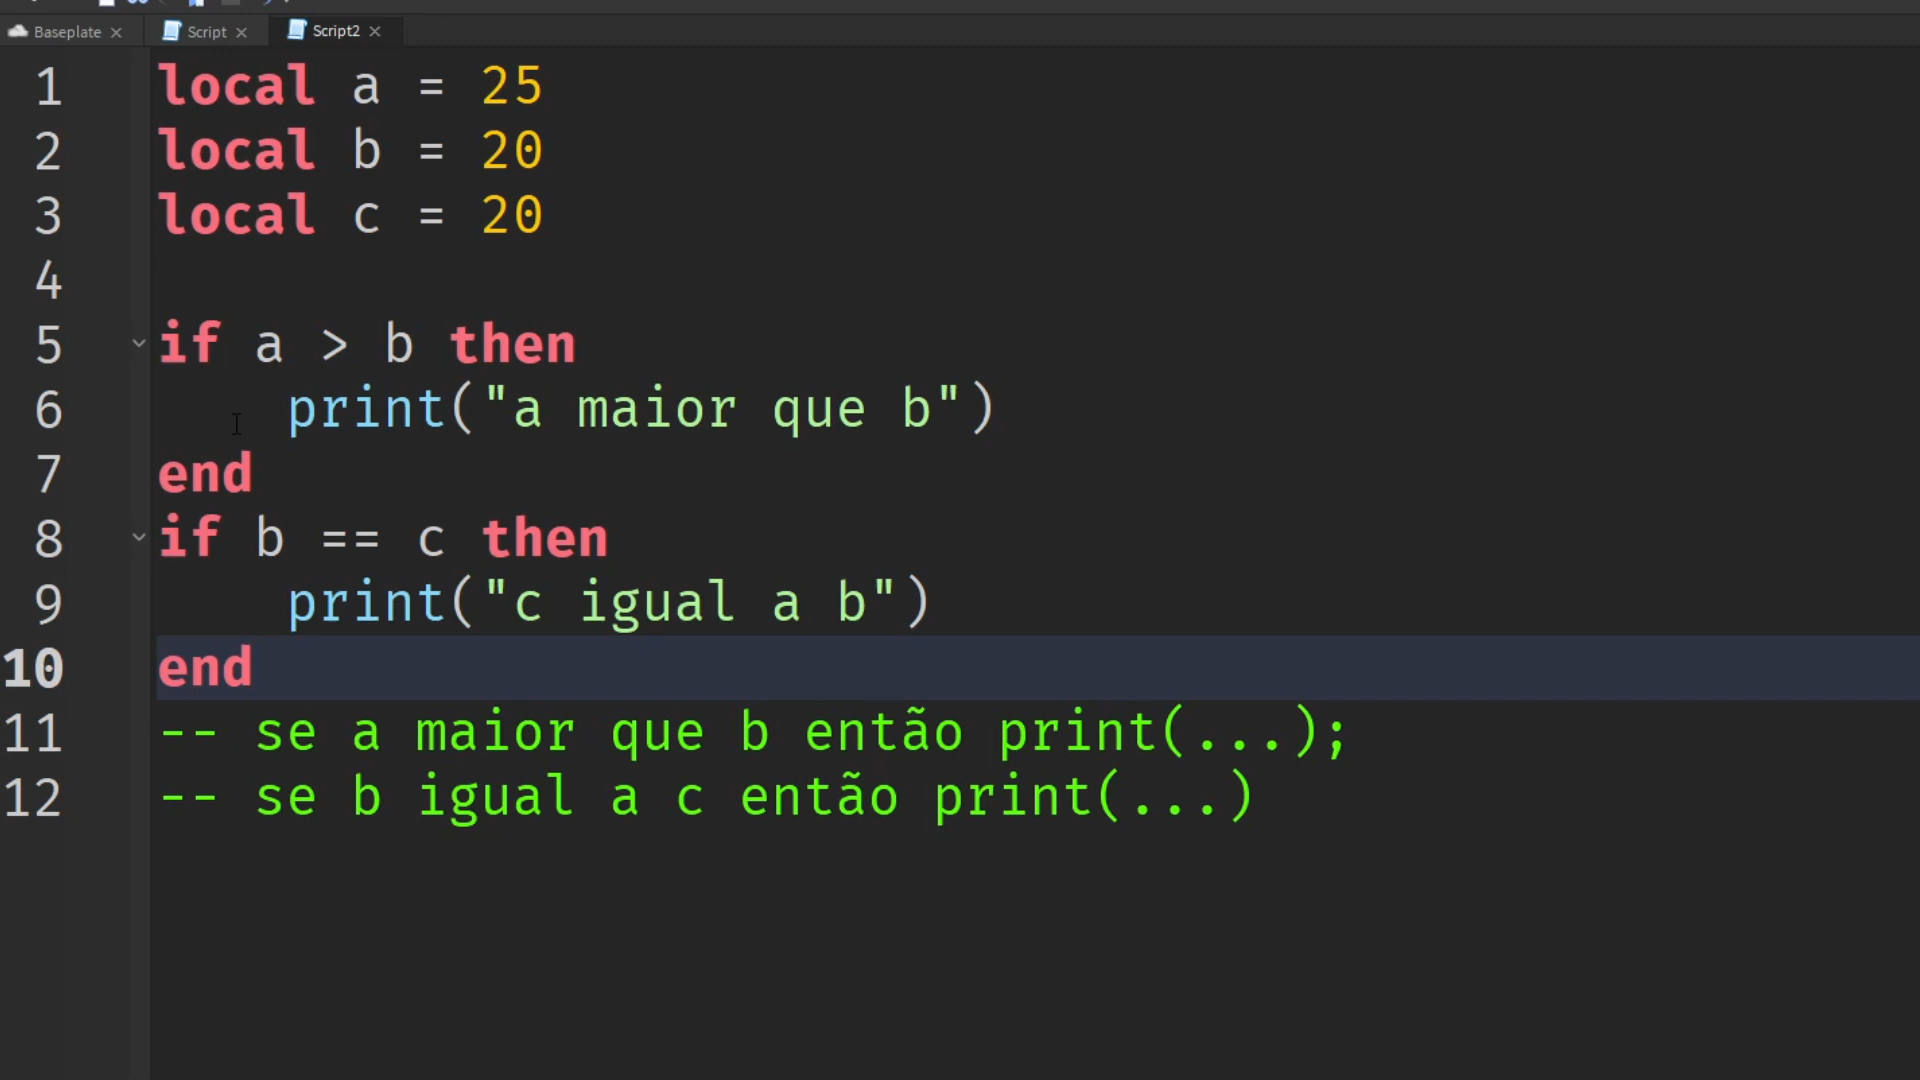 Baseplate
Script
Script2
1 local a = 25
2 local b = 20
3 local c = 20
4
5 if a > b then
6 print("a maior que b")
7 end
8 if b == c then
9 print("c igual a b")
10 end
11 -- se a maior que b então print(...);
12 -- se b igual a c então print(...)